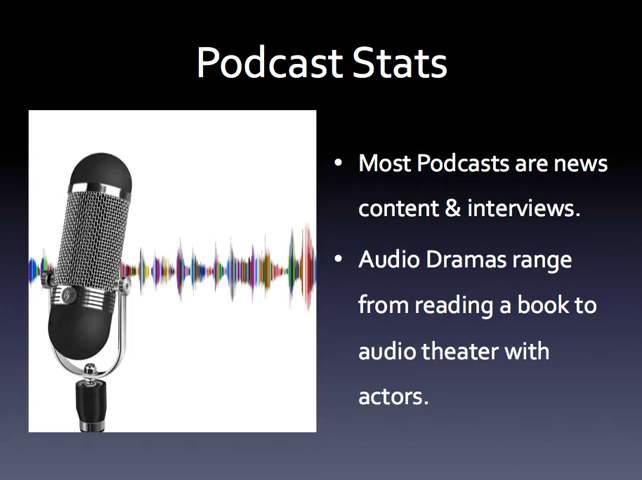 Podcast Stats
• Most Podcasts are news
content & interviews.
• Audio Dramas range
from reading a book to
audio theater with
actors.